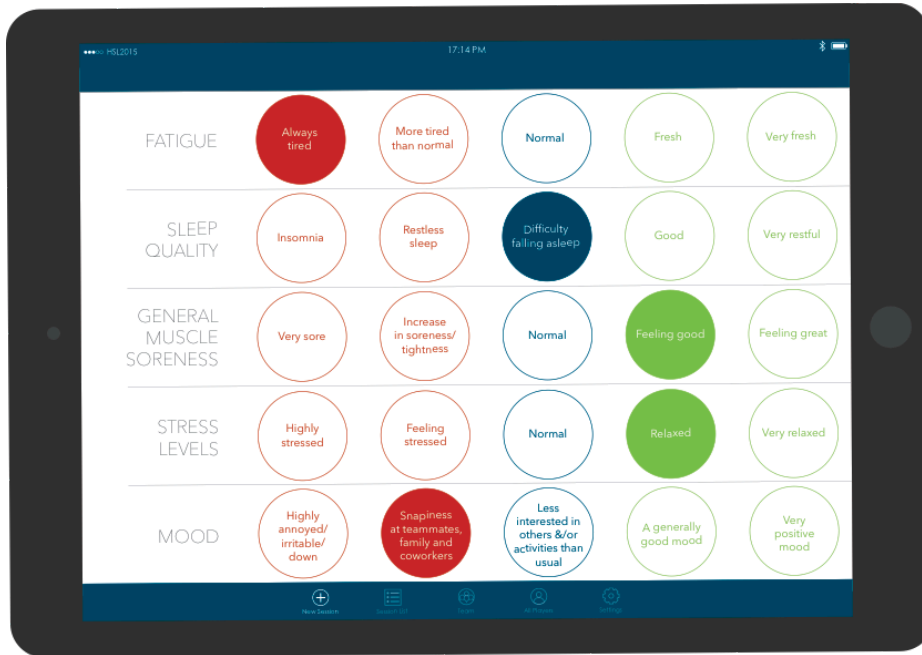 HSL2015
17.14 PM
FATIGUE
Always
tired
More tired
than normal
Normal
Fresh
Very fresh
SLEEP
QUALITY
Insomnia
Restless
sleep
Difficulty
falling asleep
Good
Very restful
GENERAL
MUSCLE
SORENESS
Very sore
Increase
in soreness/
tightness
Normal
Feeling good
Feeling great
STRESS
LEVELS
Highly
stressed
Feeling
stressed
Normal
Relaxed
Very relaxed
MOOD
Highly
annoyed/
irritable/
down
Snapiness
at teammates,
family and
coworkers
Less
interested in
others &/or
activities than
usual
A generally
good mood
Very
positive
mood
New Session
Team
Settings